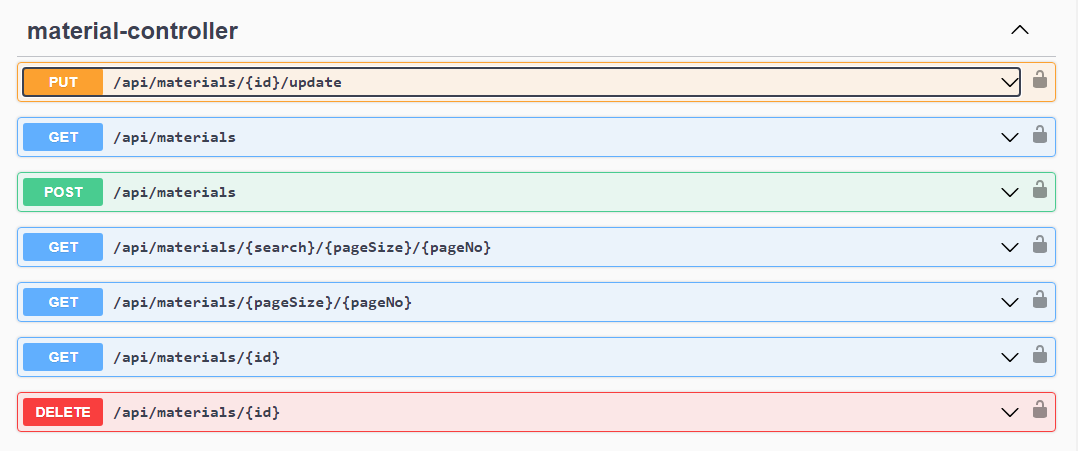 material-controller
PUT /api/materials/{id}/update
GET /api/materials
POST /api/materials
GET /api/materials/{search}/{pageSize}/{pageNo}
GET /api/materials/{pageSize}/{pageNo}
GET /api/materials/{id}
DELETE /api/materials/{id}